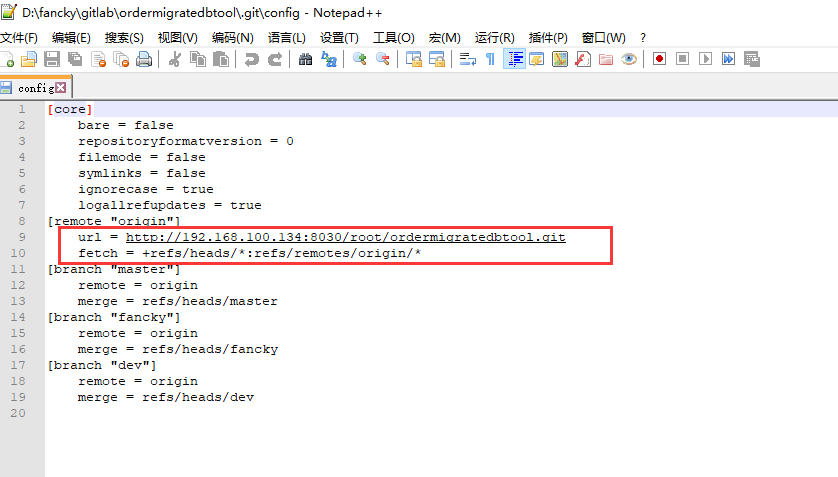 D:\fancky\gitlab\ordermigratedbtool\.git\config - Notepad++
文件(F) 编辑(E) 搜索(S) 视图(V) 编码(N) 语言(L) 设置(T) 工具(O) 宏(M) 运行(R) 插件(P) 窗口(W) ?
config
1 [core]
2 bare = false
3 repositoryformatversion = 0
4 filemode = false
5 symlinks = false
6 ignorecase = true
7 logallrefupdates = true
8 [remote "origin"]
9 url = http://192.168.100.134:8030/root/ordermigratedbtool.git
10 fetch = +refs/heads/*:refs/remotes/origin/*
11 [branch "master"]
12 remote = origin
13 merge = refs/heads/master
14 [branch "fancky"]
15 remote = origin
16 merge = refs/heads/fancky
17 [branch "dev"]
18 remote = origin
19 merge = refs/heads/dev
20